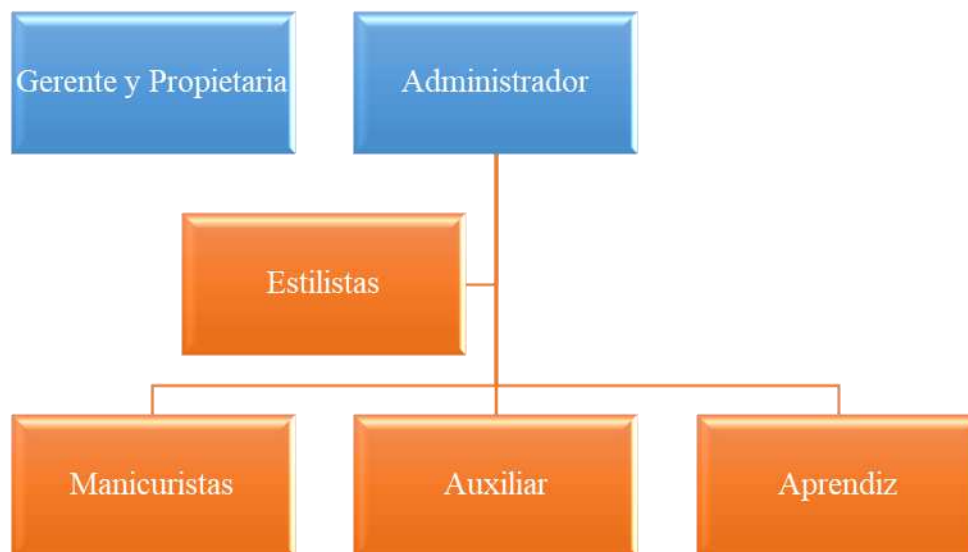 Gerente y Propietaria
Administrador
Estilistas
Manicuristas
Auxiliar
Aprendiz